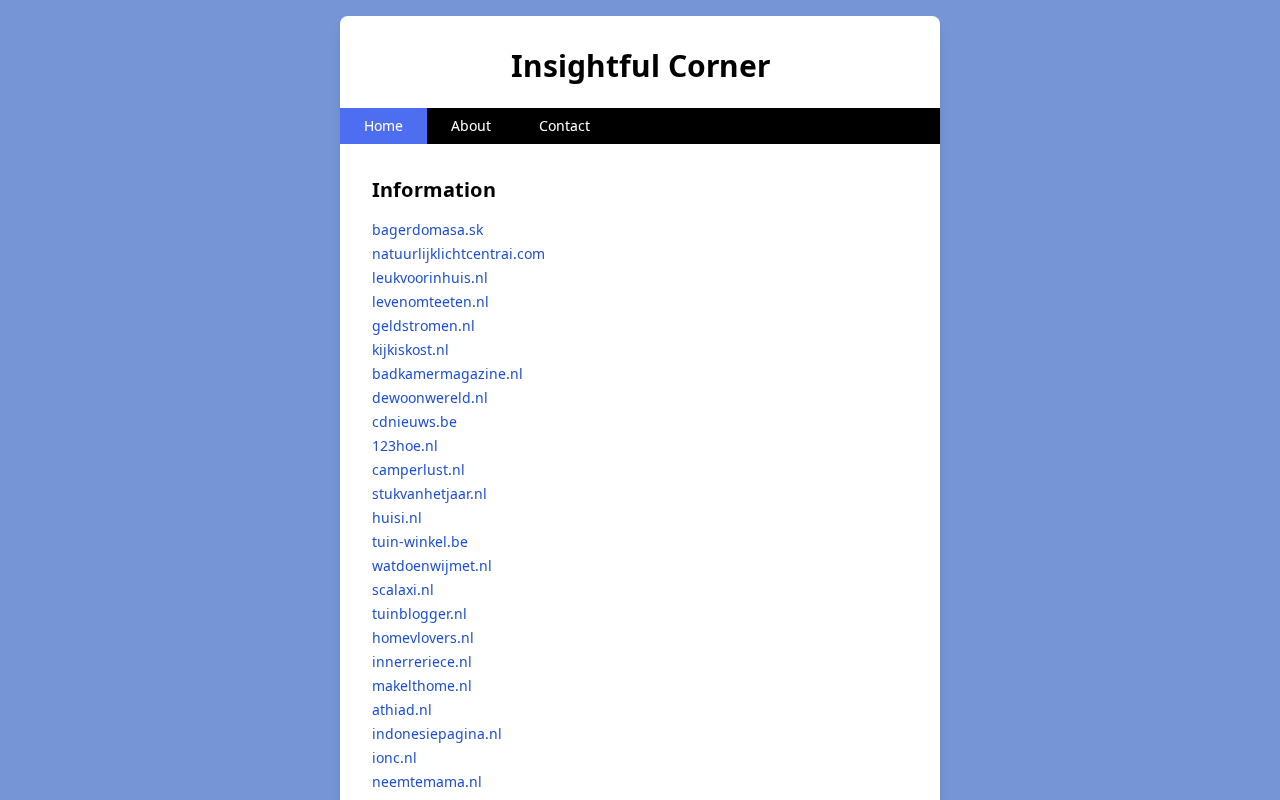 Insightful Corner
Home About Contact
Information
bagerdomasa.sk
natuurlijklichtcentrai.com
leukvoorinhuis.nl
levenomteeten.nl
geldstromen.nl
kijkiskost.nl
badkamermagazine.nl
dewoonwereld.nl
cdnieuws.be
123hoe.nl
camperlust.nl
stukvanhetjaar.nl
huisi.nl
tuin-winkel.be
watdoenwijmet.nl
scalaxi.nl
tuinblogger.nl
homevlovers.nl
innerreriece.nl
makelthome.nl
athiad.nl
indonesiepagina.nl
ionc.nl
neemtemama.nl